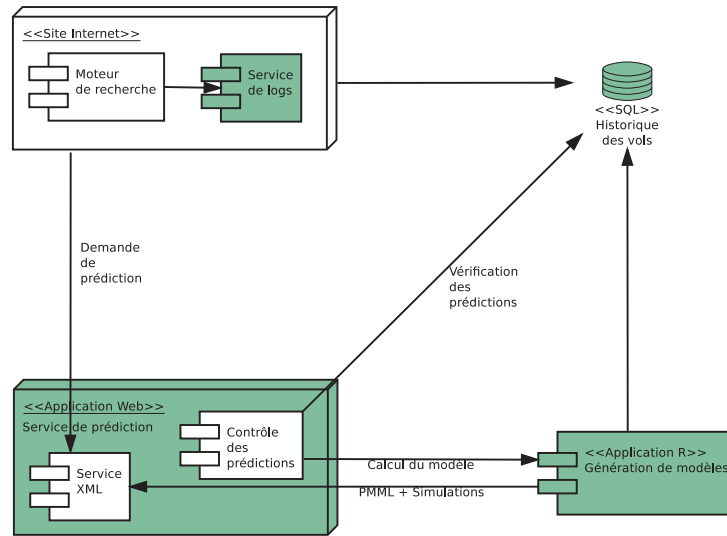 <<Site Internet>>
Moteur
de recherche
Service
de logs
<<SQL>>
Historique
des vols
Demande
de
prédiction
Vérification
des
prédictions
<<Application Web>>
Service de prédiction
Contrôle
des
prédictions
Service
XML
Calcul du modèle
PMML + Simulations
<<Application R>>
Génération de modèles